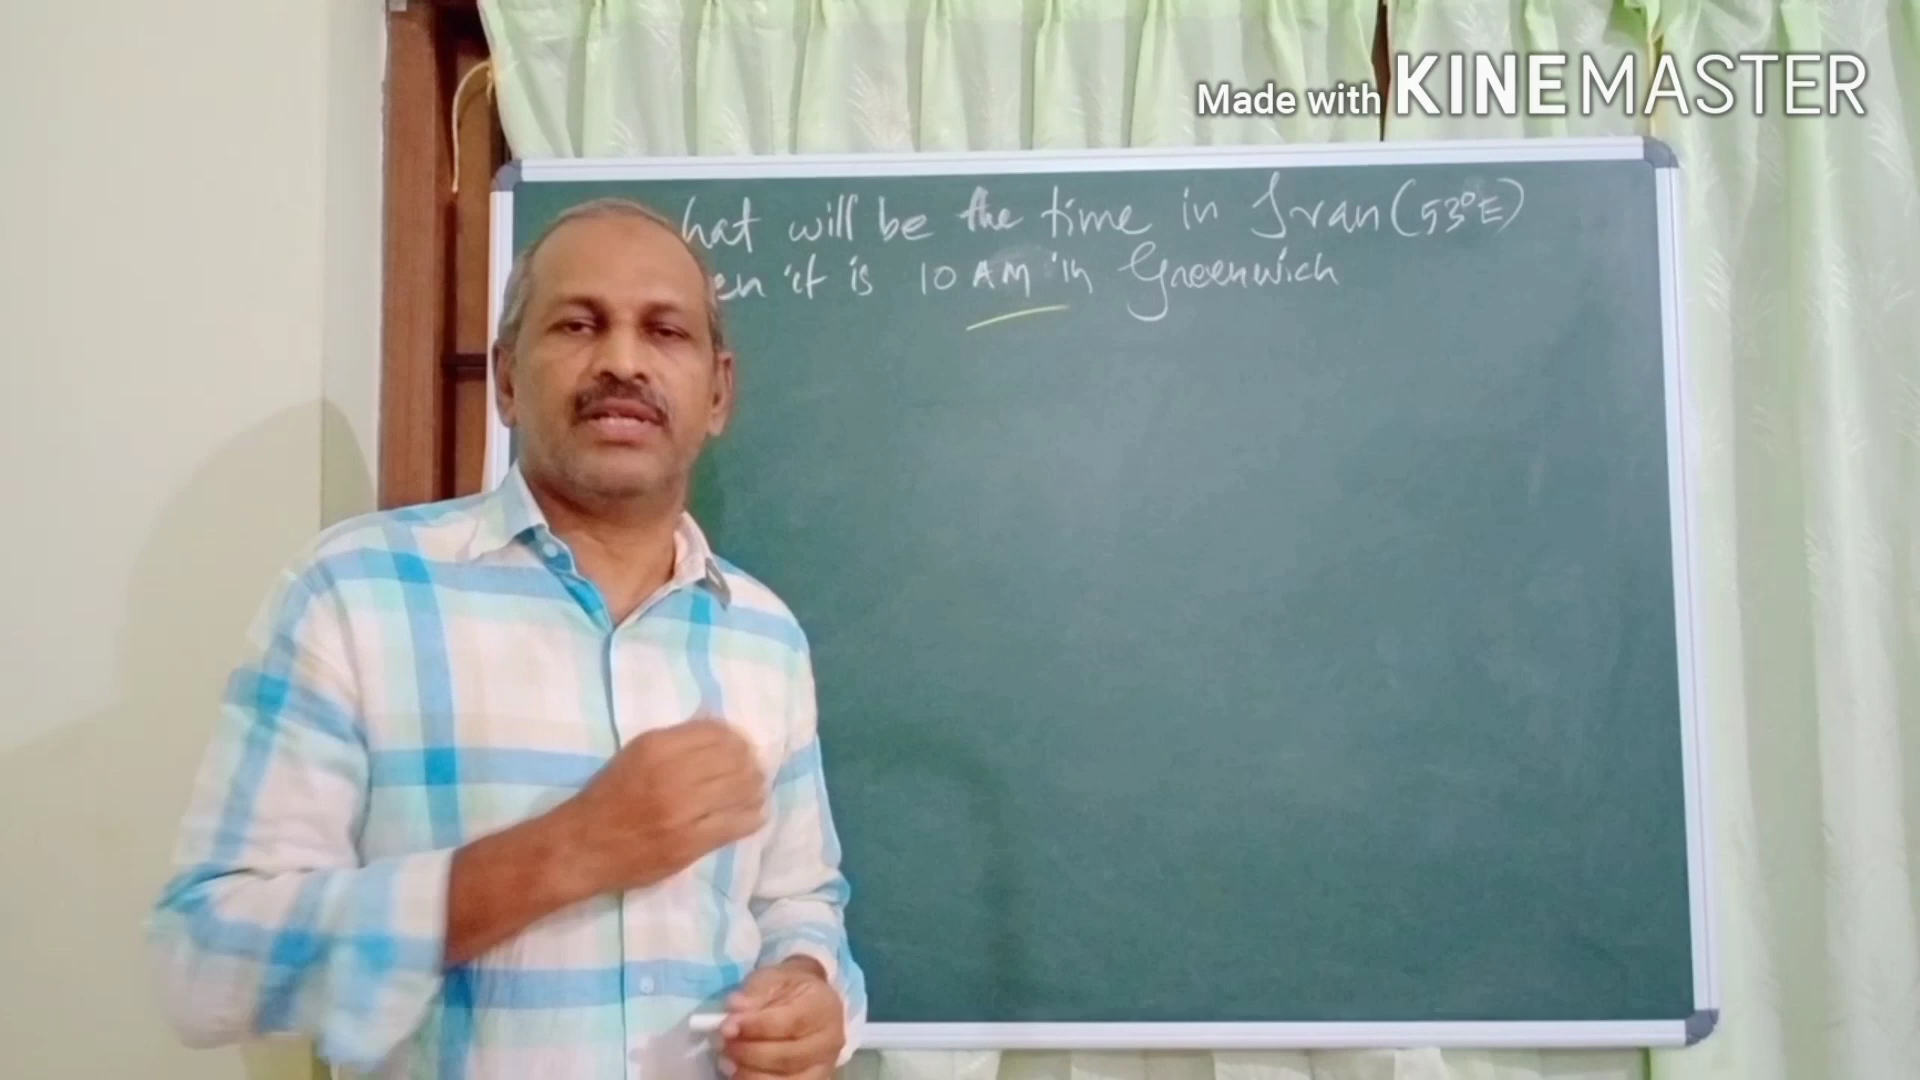 Made with KINEMASTER
hat will be the time in Iran (53°E)
en it is 10 AM in Greenwich